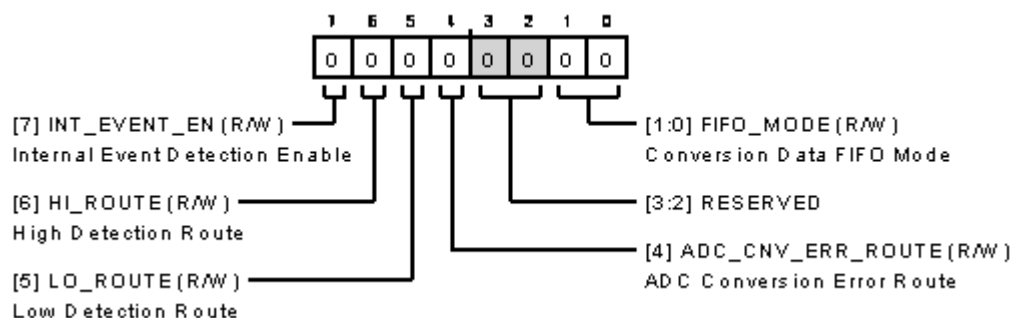 7 6 5 4 3 2 1 0
0 0 0 0 0 0 0 0
[7] INT_EVENT_EN (R/W)
Internal Event Detection Enable
[6] HI_ROUTE (R/W)
High Detection Route
[5] LO_ROUTE (R/W)
Low Detection Route
[1:0] FIFO_MODE (R/W)
Conversion Data FIFO Mode
[3:2] RESERVED
[4] ADC_CNV_ERR_ROUTE (R/W)
ADC Conversion Error Route